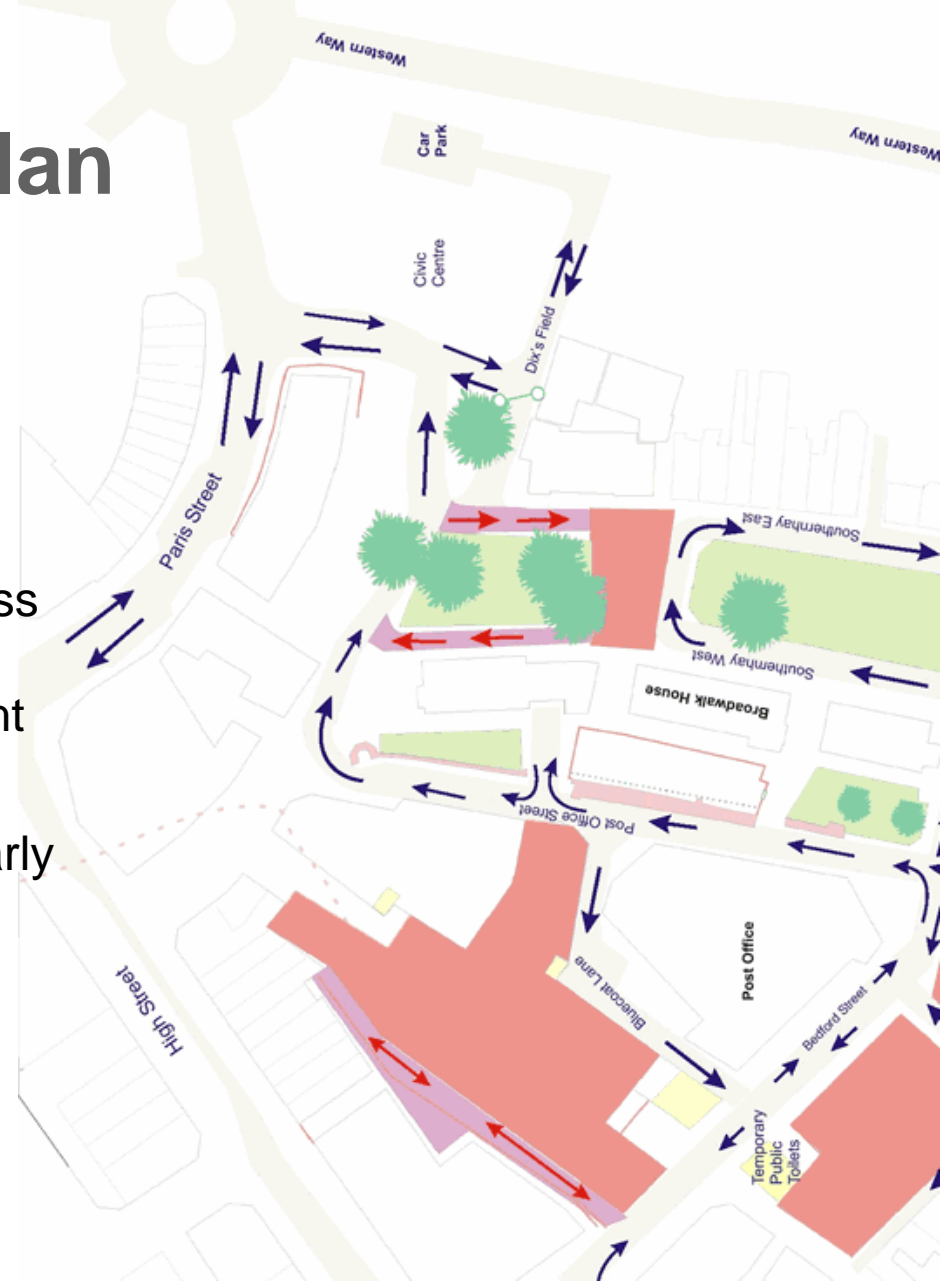 lan
ss
nt
arly
Western Way
Western Way
Car
Park
Civic
Centre
Dix's Field
Paris Street
Southernhay East
Southernhay West
Broadwalk House
Post Office Street
Post Office
Bluecoat Lane
High Street
Bedford Street
Temporary
Public
Toilets